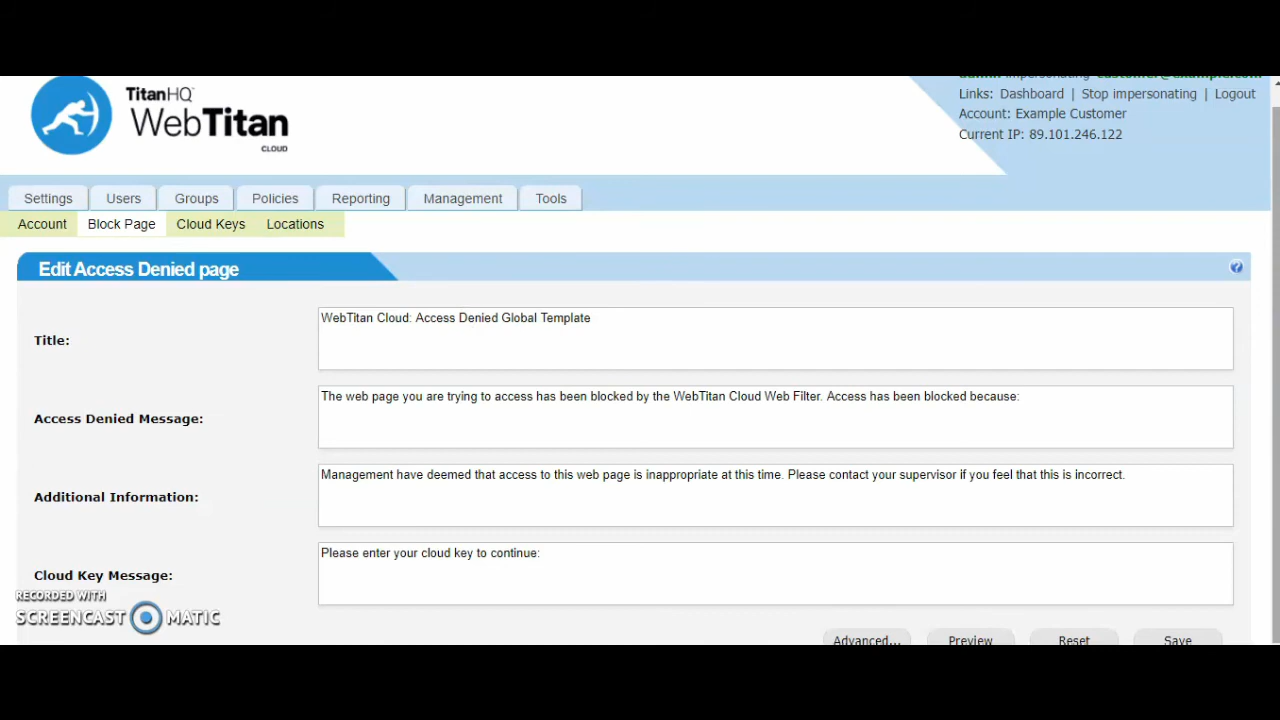 admin impersonating customer@example.com
TitanHQ
WebTitan
CLOUD
Links: Dashboard | Stop impersonating | Logout
Account: Example Customer
Current IP: 89.101.246.122
Settings Users Groups Policies Reporting Management Tools
Account Block Page Cloud Keys Locations
Edit Access Denied page
Title:
WebTitan Cloud: Access Denied Global Template
Access Denied Message:
The web page you are trying to access has been blocked by the WebTitan Cloud Web Filter. Access has been blocked because:
Additional Information:
Management have deemed that access to this web page is inappropriate at this time. Please contact your supervisor if you feel that this is incorrect.
Cloud Key Message:
Please enter your cloud key to continue:
RECORDED WITH
SCREENCAST MATIC
Advanced... Preview Reset Save